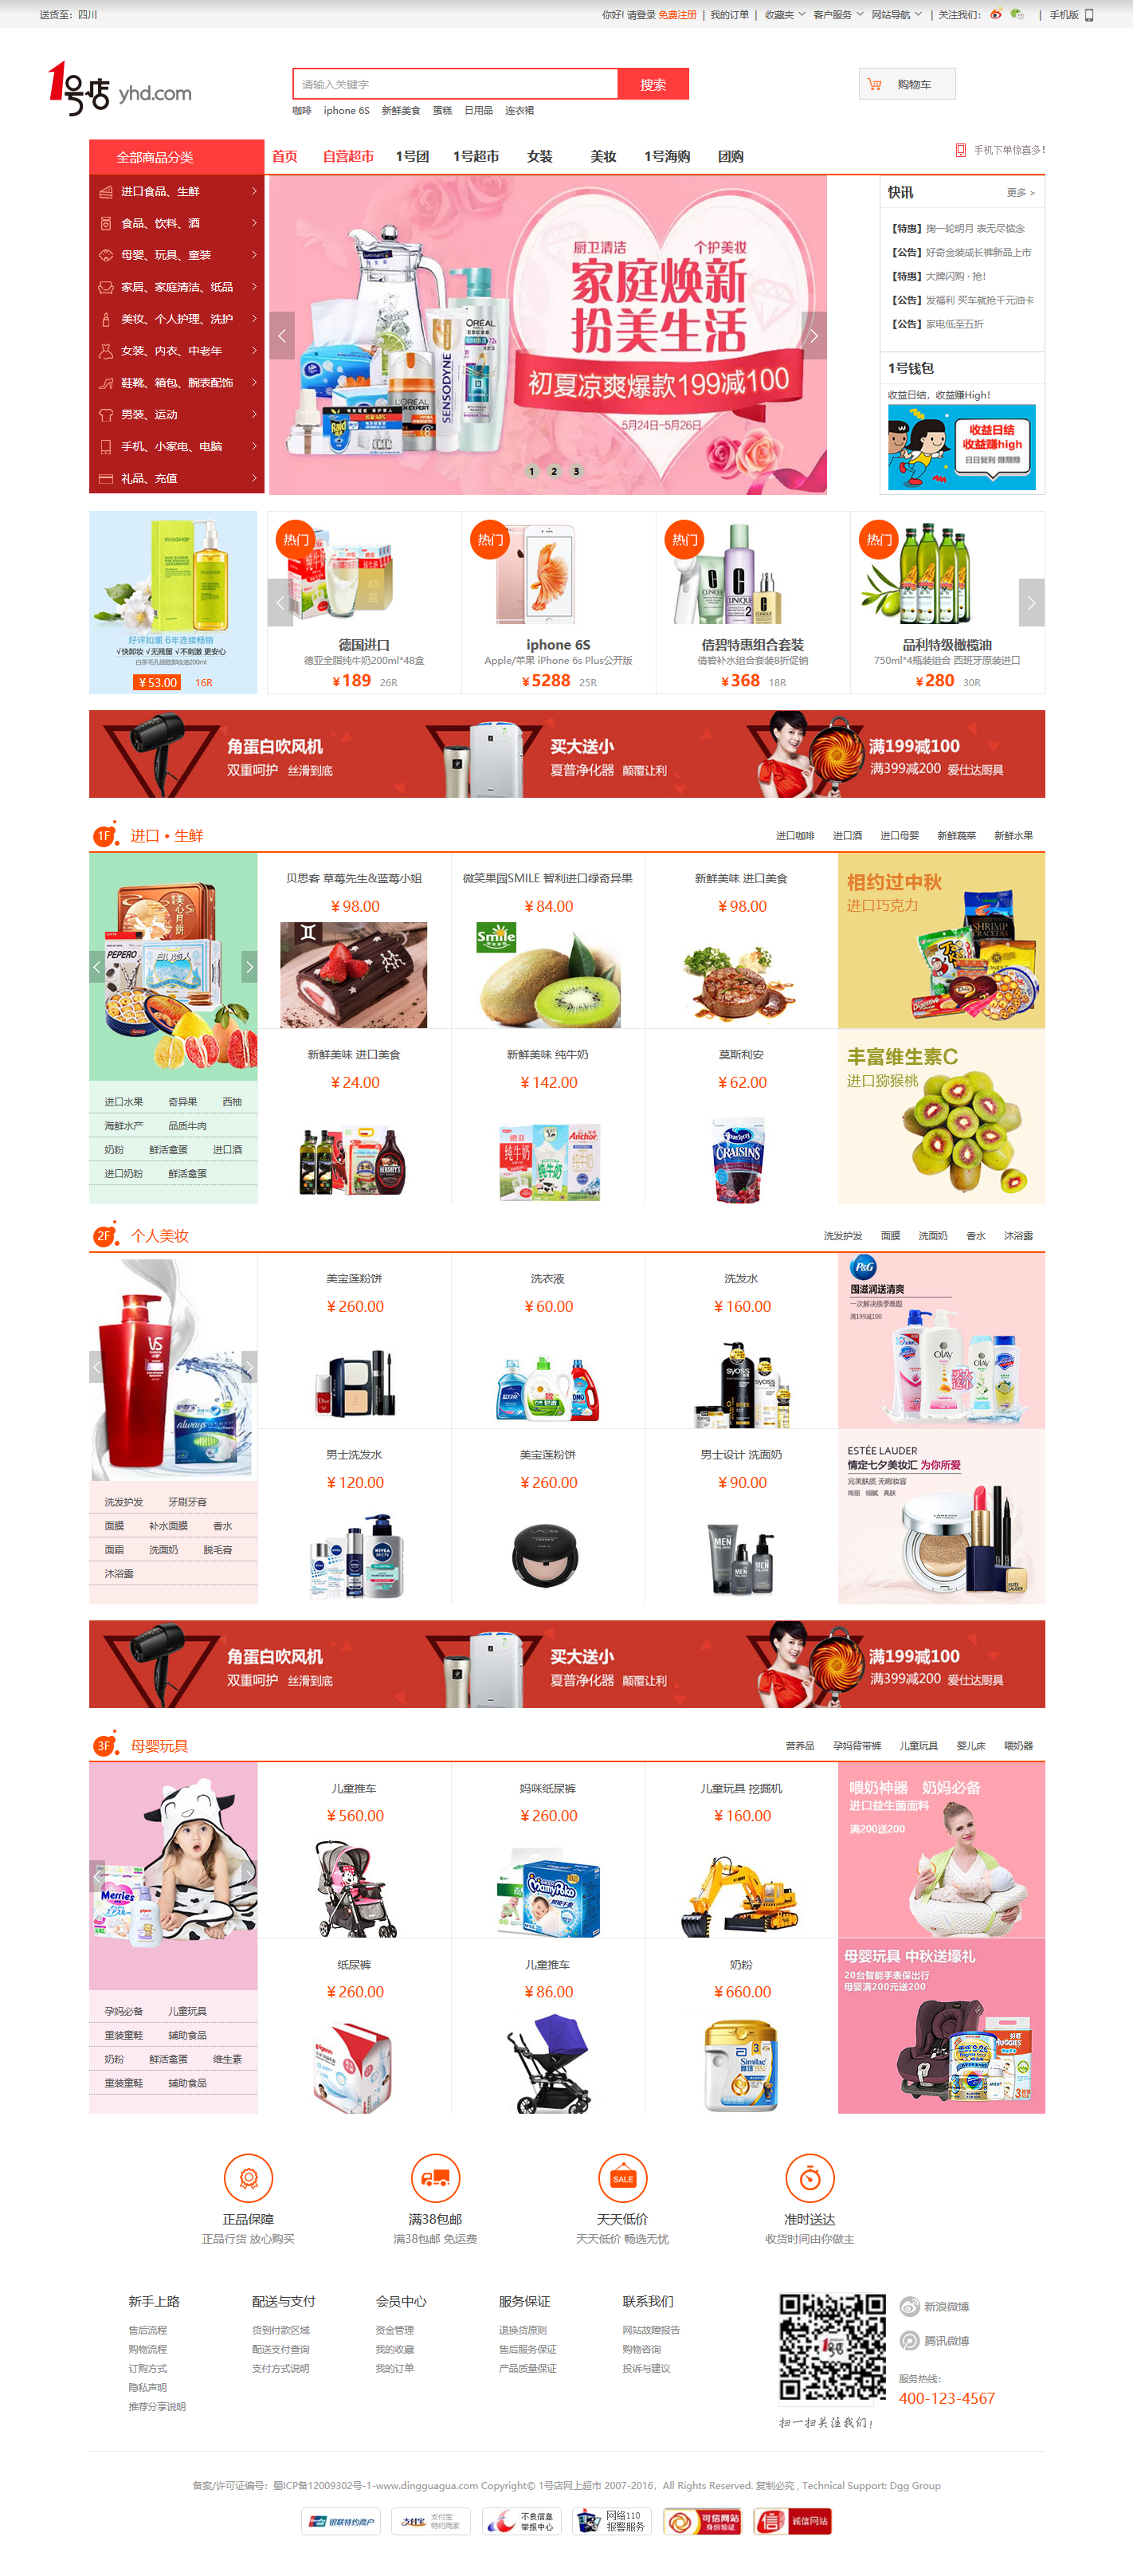 送货至：四川
你好! 请登录 免费注册 | 我的订单 | 收藏夹 客户服务 网站导航 | 关注我们： | 手机版
1号店 yhd.com
请输入关键字 搜索
购物车
咖啡 iphone 6S 新鲜美食 蛋糕 日用品 连衣裙
全部商品分类 首页 自营超市 1号团 1号超市 女装 美妆 1号海购 团购
手机下单惊喜多!
进口食品、生鲜
食品、饮料、酒
母婴、玩具、童装
家居、家庭清洁、纸品
美妆、个人护理、洗护
女装、内衣、中老年
鞋靴、箱包、腕表配饰
男装、运动
手机、小家电、电脑
礼品、充值
厨卫清洁 个护美妆
家庭焕新
扮美生活
初夏凉爽爆款199减100
5月24日-5月26日
1 2 3
快讯 更多 >
【特惠】掬一轮明月 表无尽惦念
【公告】好奇金装成长裤新品上市
【特惠】大牌闪购 · 抢!
【公告】发福利 买车就抢千元油卡
【公告】家电低至五折
1号钱包
收益日结，收益赚High!
收益日结
收益赚high
日日复利 赚赚赚
好评如潮 6年连续畅销
√快卸妆 √无残留 √不刺激 更安心
白茶毛孔细致卸妆油200ml
¥53.00 16R
热门
德国进口
德亚全脂纯牛奶200ml*48盒
¥189 26R
热门
iphone 6S
Apple/苹果 iPhone 6s Plus公开版
¥5288 25R
热门
倩碧特惠组合套装
倩碧补水组合套装8折促销
¥368 18R
热门
品利特级橄榄油
750ml*4瓶装组合 西班牙原装进口
¥280 30R
角蛋白吹风机
双重呵护 丝滑到底
买大送小
夏普净化器 颠覆让利
满199减100
满399减200 爱仕达厨具
1F 进口 • 生鲜
进口咖啡 进口酒 进口母婴 新鲜蔬菜 新鲜水果
贝思客 草莓先生&蓝莓小姐
¥98.00
微笑果园SMILE 智利进口绿奇异果
¥84.00
Smile
新鲜美味 进口美食
¥98.00
相约过中秋
进口巧克力
新鲜美味 进口美食
¥24.00
新鲜美味 纯牛奶
¥142.00
莫斯利安
¥62.00
CRAISINS
丰富维生素C
进口猕猴桃
进口水果 奇异果 西柚
海鲜水产 品质牛肉
奶粉 鲜活龛蛋 进口酒
进口奶粉 鲜活龛蛋
2F 个人美妆
洗发护发 面膜 洗面奶 香水 沐浴露
美宝莲粉饼
¥260.00
洗衣液
¥60.00
洗发水
¥160.00
P&G
囤滋润送清爽
一次解决换季难题
满199减100
男士洗发水
¥120.00
美宝莲粉饼
¥260.00
男士设计 洗面奶
¥90.00
ESTĒE LAUDER
情定七夕美妆汇 为你所爱
完美肤质 无暇妆容
绚丽 细腻 亮肤
洗发护发 牙刷牙膏
面膜 补水面膜 香水
面霜 洗面奶 脱毛膏
沐浴露
角蛋白吹风机
双重呵护 丝滑到底
买大送小
夏普净化器 颠覆让利
满199减100
满399减200 爱仕达厨具
3F 母婴玩具
营养品 孕妈背带裤 儿童玩具 婴儿床 喂奶器
儿童推车
¥560.00
妈咪纸尿裤
¥260.00
儿童玩具 挖掘机
¥160.00
喂奶神器 奶妈必备
进口益生菌面料
满200送200
纸尿裤
¥260.00
儿童推车
¥86.00
奶粉
¥660.00
母婴玩具 中秋送壕礼
20台智能手表保出行
母婴满200元送200
孕妈必备 儿童玩具
童装童鞋 辅助食品
奶粉 鲜活龛蛋 维生素
童装童鞋 辅助食品
正品保障
正品行货 放心购买
满38包邮
满38包邮 免运费
SALE
天天低价
天天低价 畅选无忧
准时送达
收货时间由你做主
新手上路
售后流程
购物流程
订购方式
隐私声明
推荐分享说明
配送与支付
货到付款区域
配送支付查询
支付方式说明
会员中心
资金管理
我的收藏
我的订单
服务保证
退换货原则
售后服务保证
产品质量保证
联系我们
网站故障报告
购物咨询
投诉与建议
扫一扫关注我们!
新浪微博
腾讯微博
服务热线：
400-123-4567
备案/许可证编号：蜀ICP备12009302号-1-www.dingguagua.com Copyright© 1号店网上超市 2007-2016，All Rights Reserved. 复制必究 , Technical Support: Dgg Group
银联特约商户
支付宝 特约商家
不良信息 举报中心
网络110 报警服务
可信网站 身份验证
诚信网站